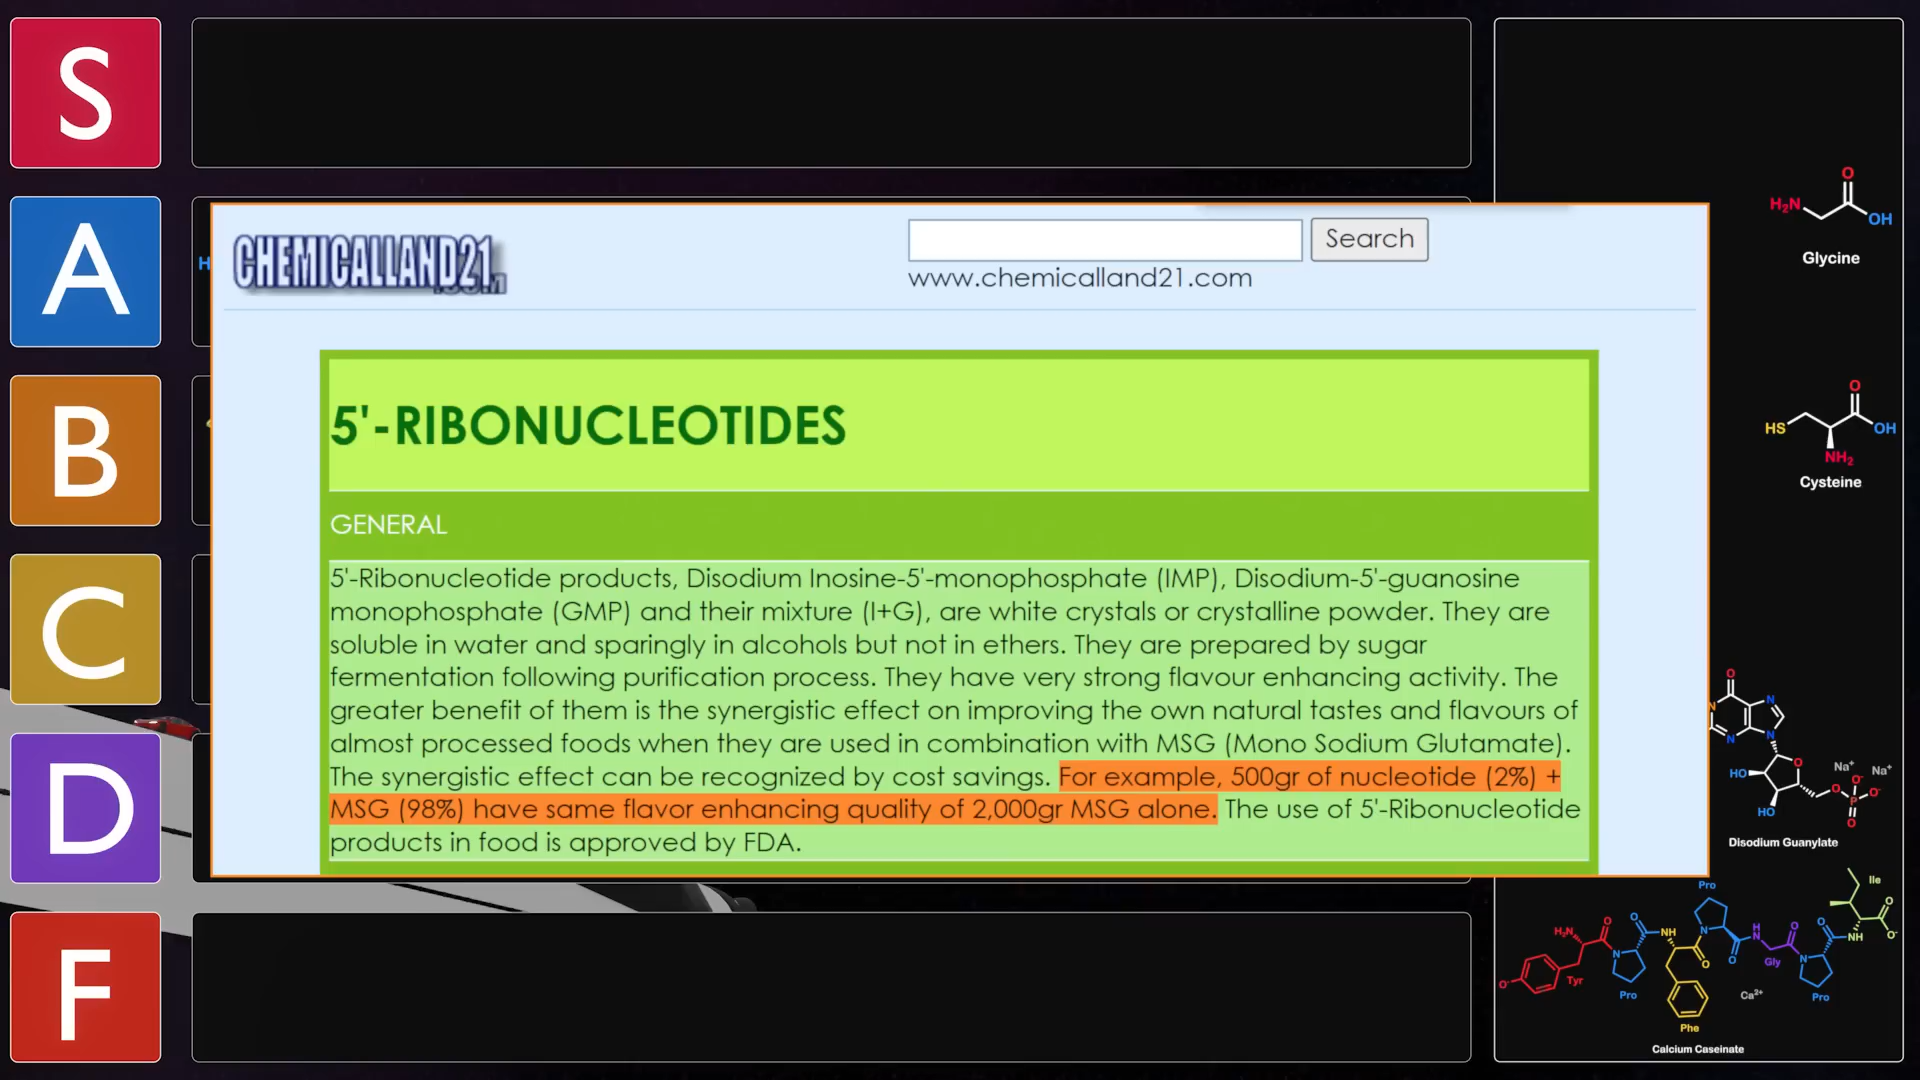 S
A
B
C
D
F
CHEMICALLAND21
.COM
Search
www.chemicalland21.com
5'-RIBONUCLEOTIDES
GENERAL
5'-Ribonucleotide products, Disodium Inosine-5'-monophosphate (IMP), Disodium-5'-guanosine
monophosphate (GMP) and their mixture (I+G), are white crystals or crystalline powder. They are
soluble in water and sparingly in alcohols but not in ethers. They are prepared by sugar
fermentation following purification process. They have very strong flavour enhancing activity. The
greater benefit of them is the synergistic effect on improving the own natural tastes and flavours of
almost processed foods when they are used in combination with MSG (Mono Sodium Glutamate).
The synergistic effect can be recognized by cost savings. For example, 500gr of nucleotide (2%) +
MSG (98%) have same flavor enhancing quality of 2,000gr MSG alone. The use of 5'-Ribonucleotide
products in food is approved by FDA.
H
O
H₂N
OH
Glycine
O
HS
OH
NH₂
Cysteine
O
N
N
N
N
HO
O
Na⁺
Na⁺
O⁻
O
P
O⁻
HO
O
Disodium Guanylate
Pro
Ile
H₂N
O
O
NH
O
N
H
N
O
O
NH
O
O⁻
N
O
O
Gly
N
O⁻
Tyr
Pro
Ca²⁺
Pro
Phe
Calcium Caseinate